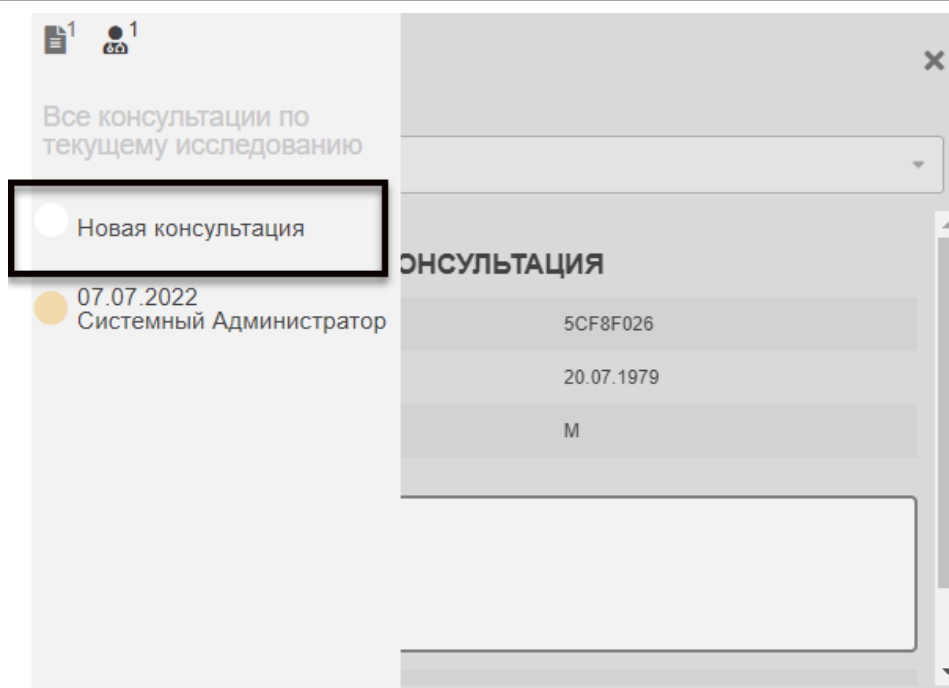 1 1
Все консультации по
текущему исследованию
Новая консультация
ОНСУЛЬТАЦИЯ
07.07.2022
Системный Администратор
5CF8F026
20.07.1979
М